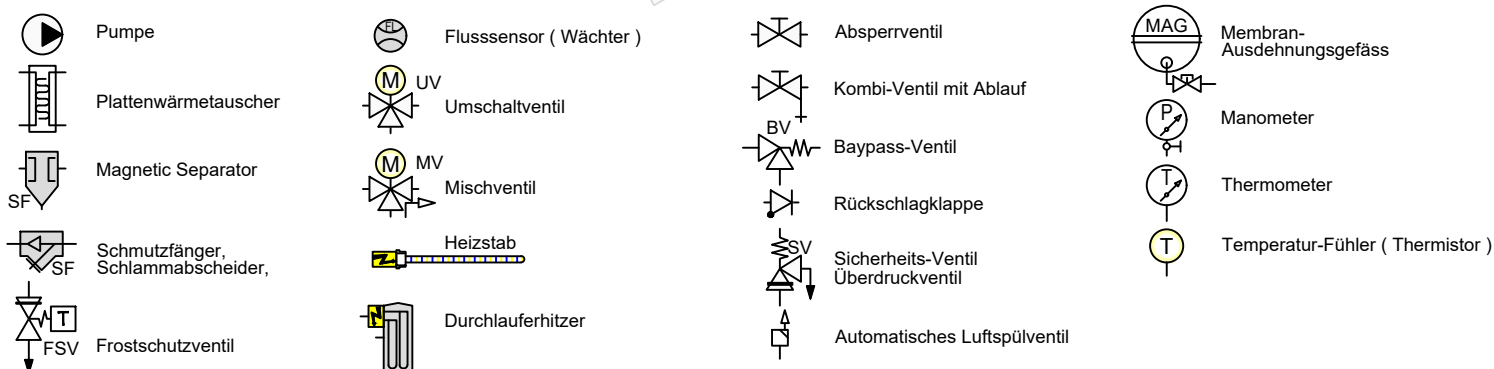 Pumpe
Plattenwärmetauscher
Magnetic Separator
SF
Schmutzfänger,
Schlammabscheider,
SF
T
FSV
Frostschutzventil
FL
Flusssensor ( Wächter )
M
UV
Umschaltventil
M
MV
Mischventil
Heizstab
Durchlauferhitzer
Absperrventil
Kombi-Ventil mit Ablauf
BV
Baypass-Ventil
Rückschlagklappe
SV
Sicherheits-Ventil
Überdruckventil
Automatisches Luftspülventil
MAG
Membran-
Ausdehnungsgefäss
P
Manometer
T
Thermometer
T
Temperatur-Fühler ( Thermistor )